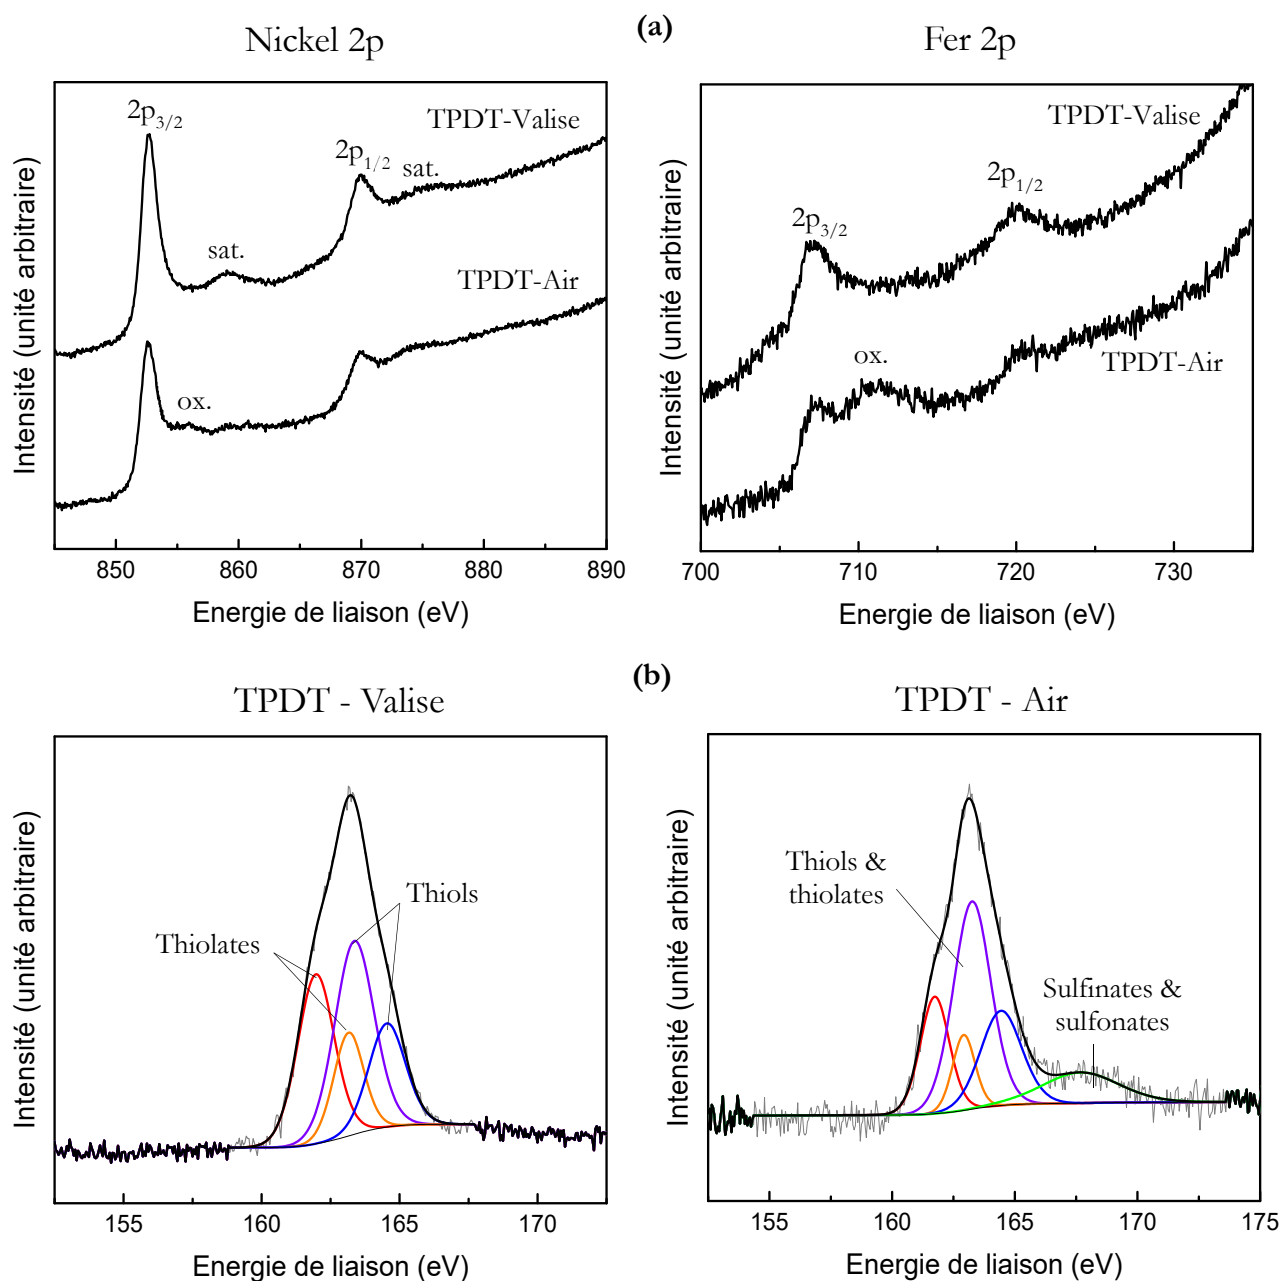 (a)
Nickel 2p
Fer 2p
2p3/2
TPDT-Valise
2p1/2
sat.
sat.
TPDT-Air
ox.
Intensité (unité arbitraire)
850 860 870 880 890
Energie de liaison (eV)
TPDT-Valise
2p1/2
2p3/2
ox.
TPDT-Air
Intensité (unité arbitraire)
700 710 720 730
Energie de liaison (eV)
(b)
TPDT - Valise
TPDT - Air
Thiols
Thiolates
Intensité (unité arbitraire)
155 160 165 170
Energie de liaison (eV)
Thiols &
thiolates
Sulfinates &
sulfonates
Intensité (unité arbitraire)
155 160 165 170 175
Energie de liaison (eV)